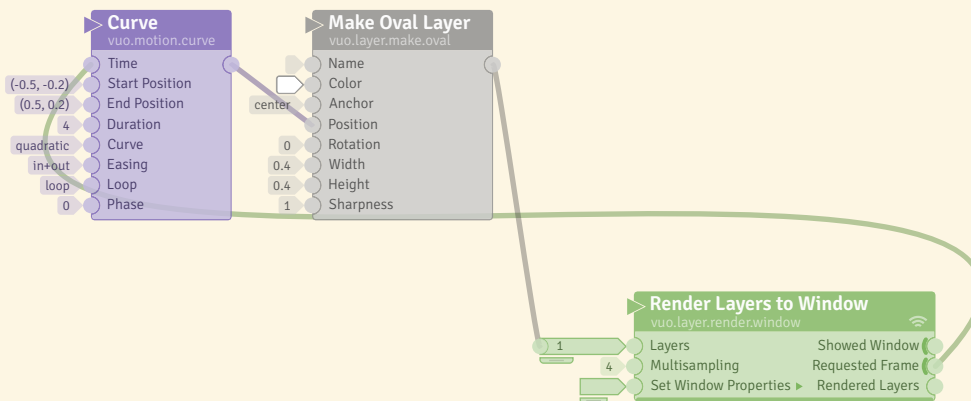 Curve
vuo.motion.curve
Time
(-0.5, -0.2) Start Position
(0.5, 0.2) End Position
4 Duration
quadratic Curve
in+out Easing
loop Loop
0 Phase
Make Oval Layer
vuo.layer.make.oval
Name
Color
center Anchor
Position
0 Rotation
0.4 Width
0.4 Height
1 Sharpness
Render Layers to Window
vuo.layer.render.window
1 Layers Showed Window
4 Multisampling Requested Frame
Set Window Properties Rendered Layers